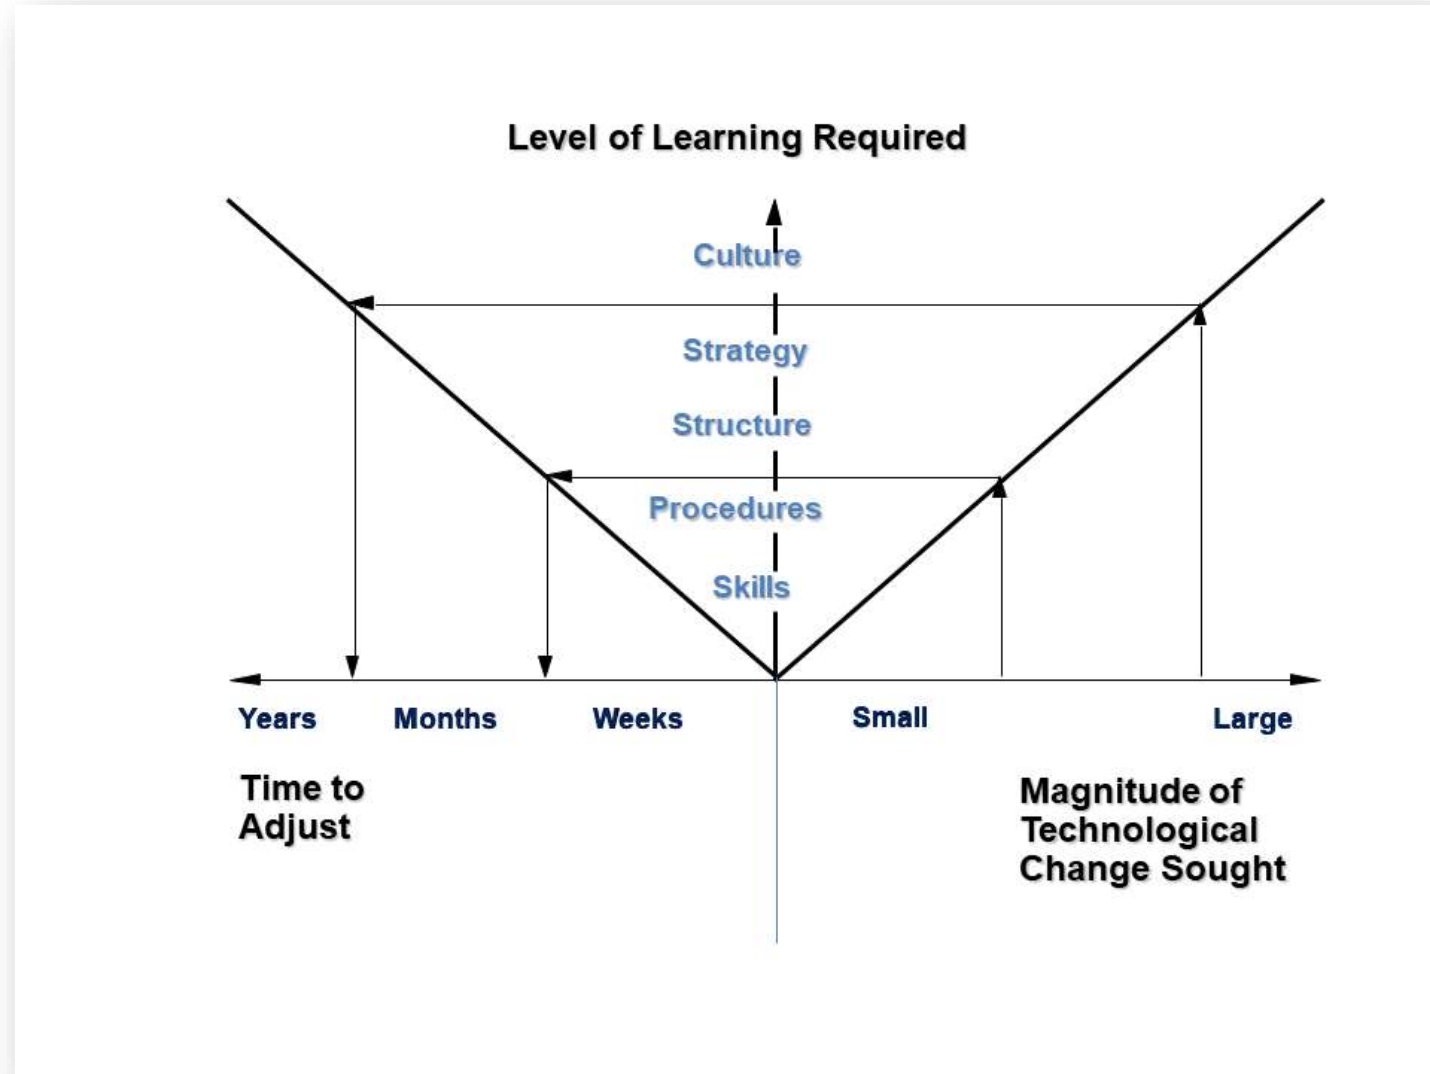 Level of Learning Required
Culture
Strategy
Structure
Procedures
Skills
Years
Months
Weeks
Small
Large
Time to
Adjust
Magnitude of
Technological
Change Sought